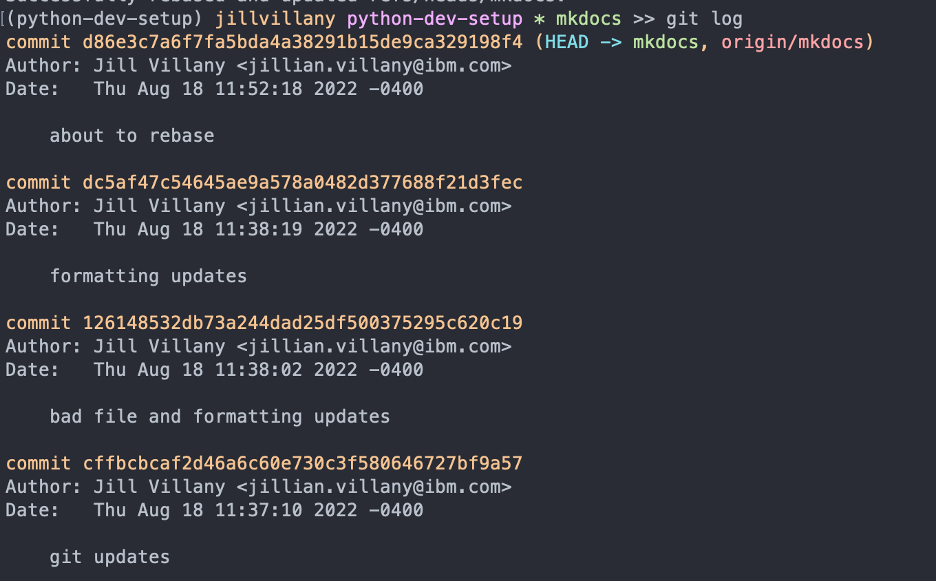 (python-dev-setup) jillvillany python-dev-setup * mkdocs >> git log
commit d86e3c7a6f7fa5bda4a38291b15de9ca329198f4 (HEAD -> mkdocs, origin/mkdocs)
Author: Jill Villany <jillian.villany@ibm.com>
Date:   Thu Aug 18 11:52:18 2022 -0400
    about to rebase
commit dc5af47c54645ae9a578a0482d377688f21d3fec
Author: Jill Villany <jillian.villany@ibm.com>
Date:   Thu Aug 18 11:38:19 2022 -0400
    formatting updates
commit 126148532db73a244dad25df500375295c620c19
Author: Jill Villany <jillian.villany@ibm.com>
Date:   Thu Aug 18 11:38:02 2022 -0400
    bad file and formatting updates
commit cffbcbcaf2d46a6c60e730c3f580646727bf9a57
Author: Jill Villany <jillian.villany@ibm.com>
Date:   Thu Aug 18 11:37:10 2022 -0400
    git updates